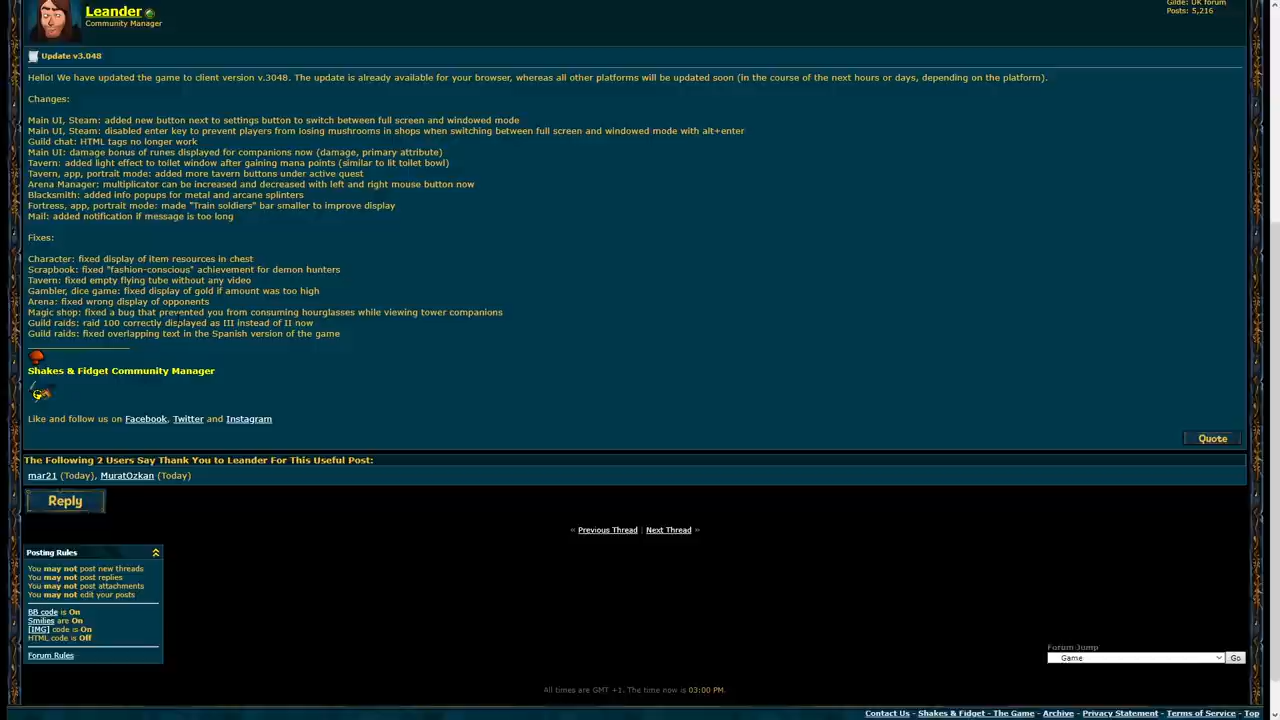 Leander
Community Manager
Gilde: UK forum
Posts: 5,216
Update v3.048
Hello! We have updated the game to client version v.3048. The update is already available for your browser, whereas all other platforms will be updated soon (in the course of the next hours or days, depending on the platform).
Changes:
Main UI, Steam: added new button next to settings button to switch between full screen and windowed mode
Main UI, Steam: disabled enter key to prevent players from losing mushrooms in shops when switching between full screen and windowed mode with alt+enter
Guild chat: HTML tags no longer work
Main UI: damage bonus of runes displayed for companions now (damage, primary attribute)
Tavern: added light effect to toilet window after gaining mana points (similar to lit toilet bowl)
Tavern, app, portrait mode: added more tavern buttons under active quest
Arena Manager: multiplicator can be increased and decreased with left and right mouse button now
Blacksmith: added info popups for metal and arcane splinters
Fortress, app, portrait mode: made "Train soldiers" bar smaller to improve display
Mail: added notification if message is too long
Fixes:
Character: fixed display of item resources in chest
Scrapbook: fixed "fashion-conscious" achievement for demon hunters
Tavern: fixed empty flying tube without any video
Gambler, dice game: fixed display of gold if amount was too high
Arena: fixed wrong display of opponents
Magic shop: fixed a bug that prevented you from consuming hourglasses while viewing tower companions
Guild raids: raid 100 correctly displayed as III instead of II now
Guild raids: fixed overlapping text in the Spanish version of the game
Shakes & Fidget Community Manager
Like and follow us on Facebook, Twitter and Instagram
Quote
The Following 2 Users Say Thank You to Leander For This Useful Post:
mar21 (Today), MuratOzkan (Today)
Reply
« Previous Thread | Next Thread »
Posting Rules
You may not post new threads
You may not post replies
You may not post attachments
You may not edit your posts
BB code is On
Smilies are On
[IMG] code is On
HTML code is Off
Forum Rules
Forum Jump
Game
Go
All times are GMT +1. The time now is 03:00 PM.
Contact Us - Shakes & Fidget - The Game - Archive - Privacy Statement - Terms of Service - Top